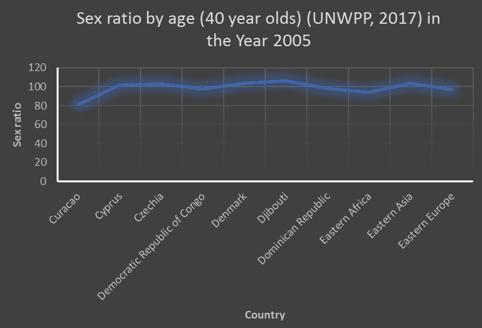 Sex ratio by age (40 year olds) (UNWPP, 2017) in
the Year 2005
120
100
80
60
40
20
0
Sex ratio
Curacao
Cyprus
Czechia
Democratic Republic of Congo
Denmark
Djibouti
Dominican Republic
Eastern Africa
Eastern Asia
Eastern Europe
Country